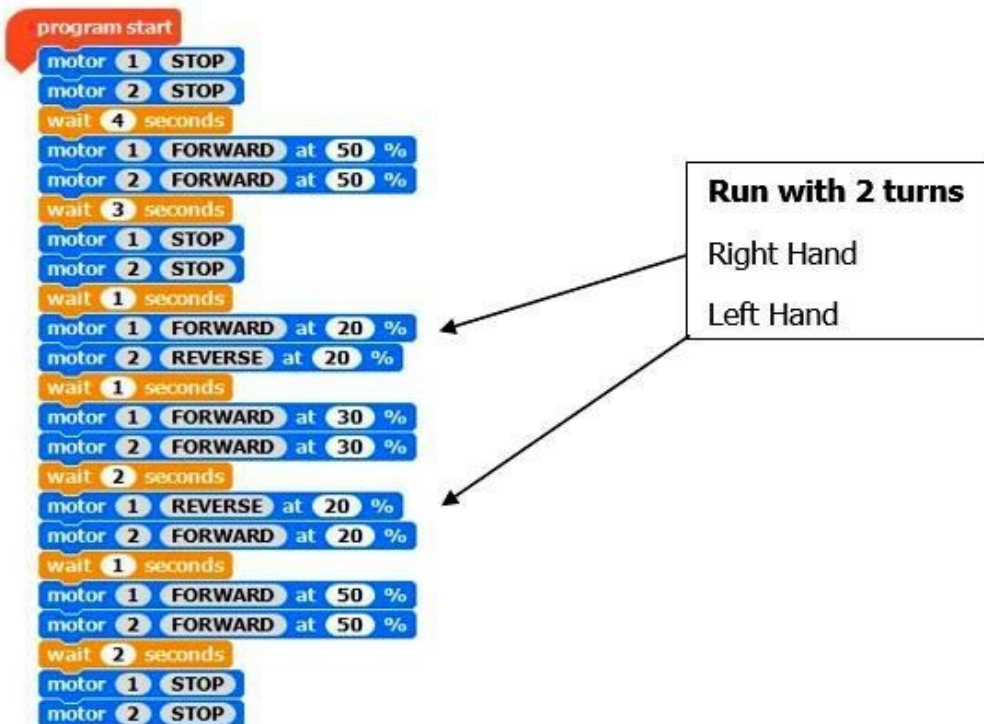 program start
motor 1 STOP
motor 2 STOP
wait 4 seconds
motor 1 FORWARD at 50 %
motor 2 FORWARD at 50 %
wait 3 seconds
motor 1 STOP
motor 2 STOP
wait 1 seconds
motor 1 FORWARD at 20 %
motor 2 REVERSE at 20 %
wait 1 seconds
motor 1 FORWARD at 30 %
motor 2 FORWARD at 30 %
wait 2 seconds
motor 1 REVERSE at 20 %
motor 2 FORWARD at 20 %
wait 1 seconds
motor 1 FORWARD at 50 %
motor 2 FORWARD at 50 %
wait 2 seconds
motor 1 STOP
motor 2 STOP
Run with 2 turns
Right Hand
Left Hand